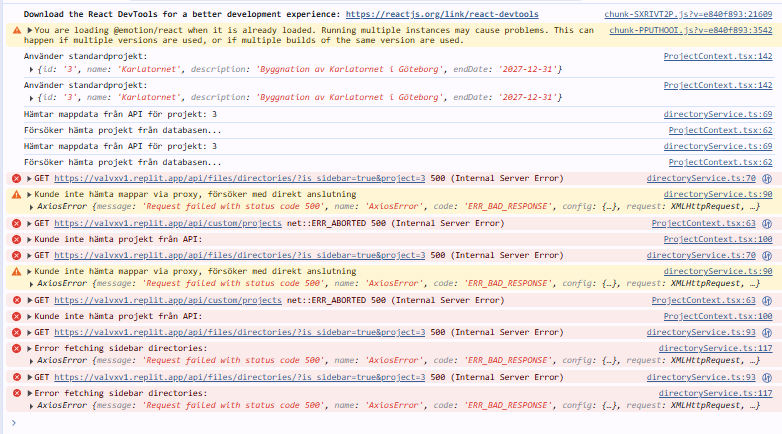 Download the React DevTools for a better development experience: https://reactjs.org/link/react-devtools chunk-SXRIVT2P.js?v=e840f893:21609
You are loading @emotion/react when it is already loaded. Running multiple instances may cause problems. This can chunk-PPUTHOOI.js?v=e840f893:3542
happen if multiple versions are used, or if multiple builds of the same version are used.
Använder standardprojekt: ProjectContext.tsx:142
{id: '3', name: 'Karlatornet', description: 'Byggnation av Karlatornet i Göteborg', endDate: '2027-12-31'}
Använder standardprojekt: ProjectContext.tsx:142
{id: '3', name: 'Karlatornet', description: 'Byggnation av Karlatornet i Göteborg', endDate: '2027-12-31'}
Hämtar mappdata från API för projekt: 3 directoryService.ts:69
Försöker hämta projekt från databasen... ProjectContext.tsx:62
Hämtar mappdata från API för projekt: 3 directoryService.ts:69
Försöker hämta projekt från databasen... ProjectContext.tsx:62
GET https://valvxv1.replit.app/api/files/directories/?is_sidebar=true&project=3 500 (Internal Server Error) directoryService.ts:70
Kunde inte hämta mappar via proxy, försöker med direkt anslutning directoryService.ts:90
AxiosError {message: 'Request failed with status code 500', name: 'AxiosError', code: 'ERR_BAD_RESPONSE', config: {…}, request: XMLHttpRequest, …}
GET https://valvxv1.replit.app/api/custom/projects net::ERR_ABORTED 500 (Internal Server Error) ProjectContext.tsx:63
Kunde inte hämta projekt från API: ProjectContext.tsx:100
GET https://valvxv1.replit.app/api/files/directories/?is_sidebar=true&project=3 500 (Internal Server Error) directoryService.ts:70
Kunde inte hämta mappar via proxy, försöker med direkt anslutning directoryService.ts:90
AxiosError {message: 'Request failed with status code 500', name: 'AxiosError', code: 'ERR_BAD_RESPONSE', config: {…}, request: XMLHttpRequest, …}
GET https://valvxv1.replit.app/api/custom/projects net::ERR_ABORTED 500 (Internal Server Error) ProjectContext.tsx:63
Kunde inte hämta projekt från API: ProjectContext.tsx:100
GET https://valvxv1.replit.app/api/files/directories/?is_sidebar=true&project=3 500 (Internal Server Error) directoryService.ts:93
Error fetching sidebar directories: directoryService.ts:117
AxiosError {message: 'Request failed with status code 500', name: 'AxiosError', code: 'ERR_BAD_RESPONSE', config: {…}, request: XMLHttpRequest, …}
GET https://valvxv1.replit.app/api/files/directories/?is_sidebar=true&project=3 500 (Internal Server Error) directoryService.ts:93
Error fetching sidebar directories: directoryService.ts:117
AxiosError {message: 'Request failed with status code 500', name: 'AxiosError', code: 'ERR_BAD_RESPONSE', config: {…}, request: XMLHttpRequest, …}